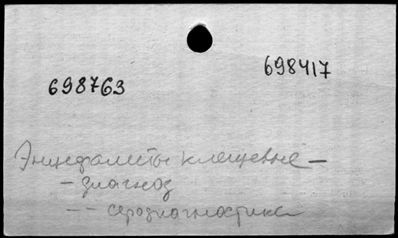 698417
698763
Энцефалиты клещевые –
– диагноз
– – серодиагностика